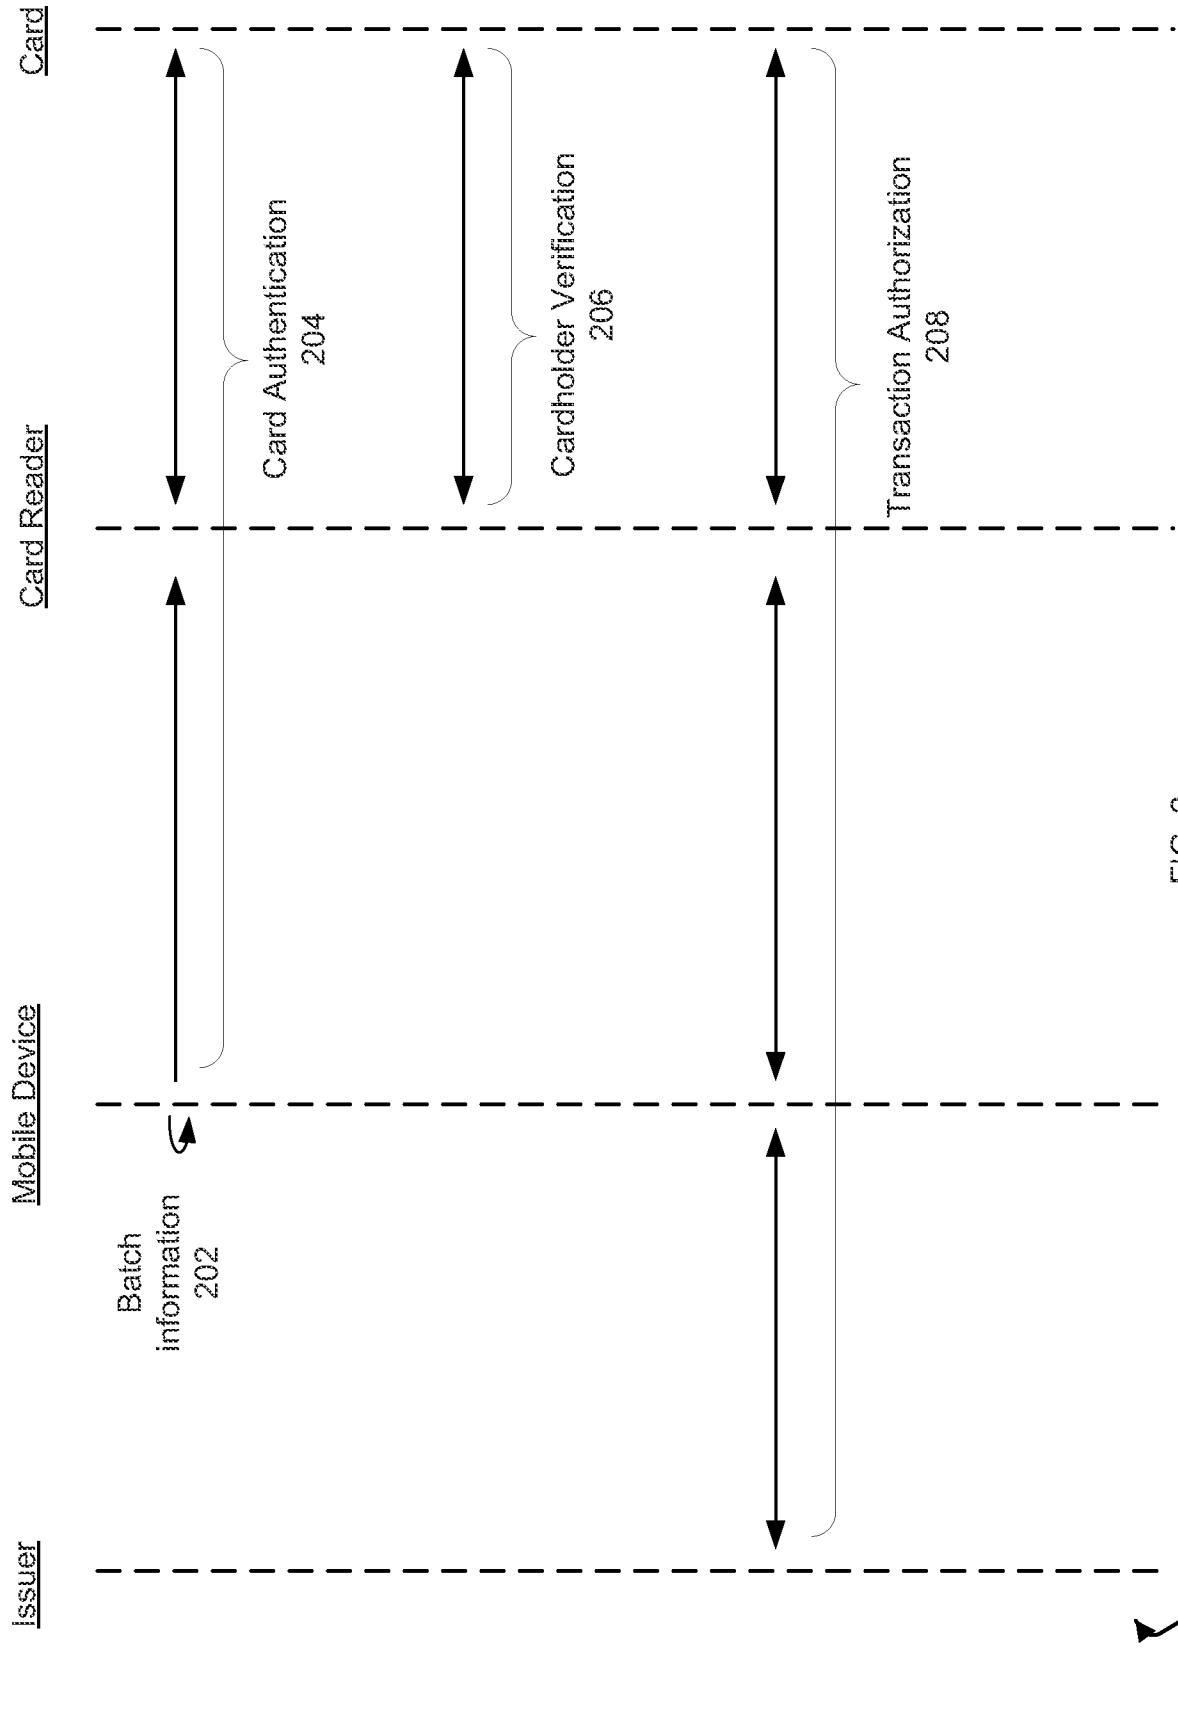 Issuer
Mobile Device
Card Reader
Card
Batch
information
202
Card Authentication
204
Cardholder Verification
206
Transaction Authorization
208